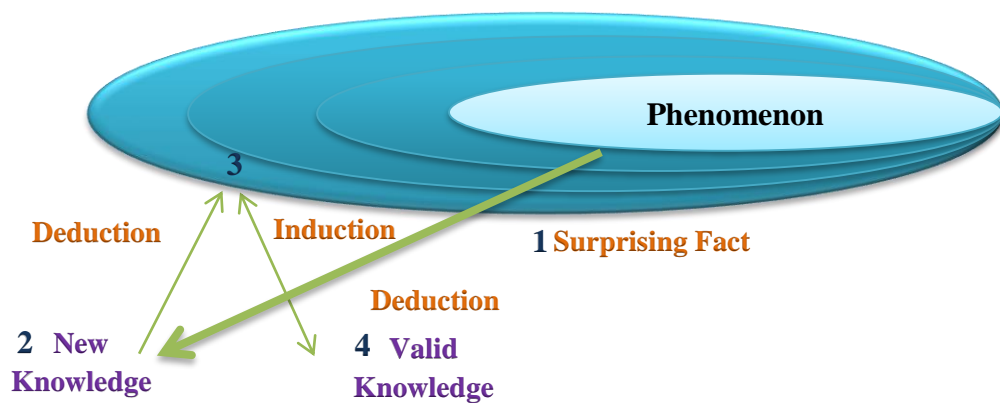 Phenomenon
3
Deduction
Induction
1 Surprising Fact
Deduction
2 New
Knowledge
4 Valid
Knowledge